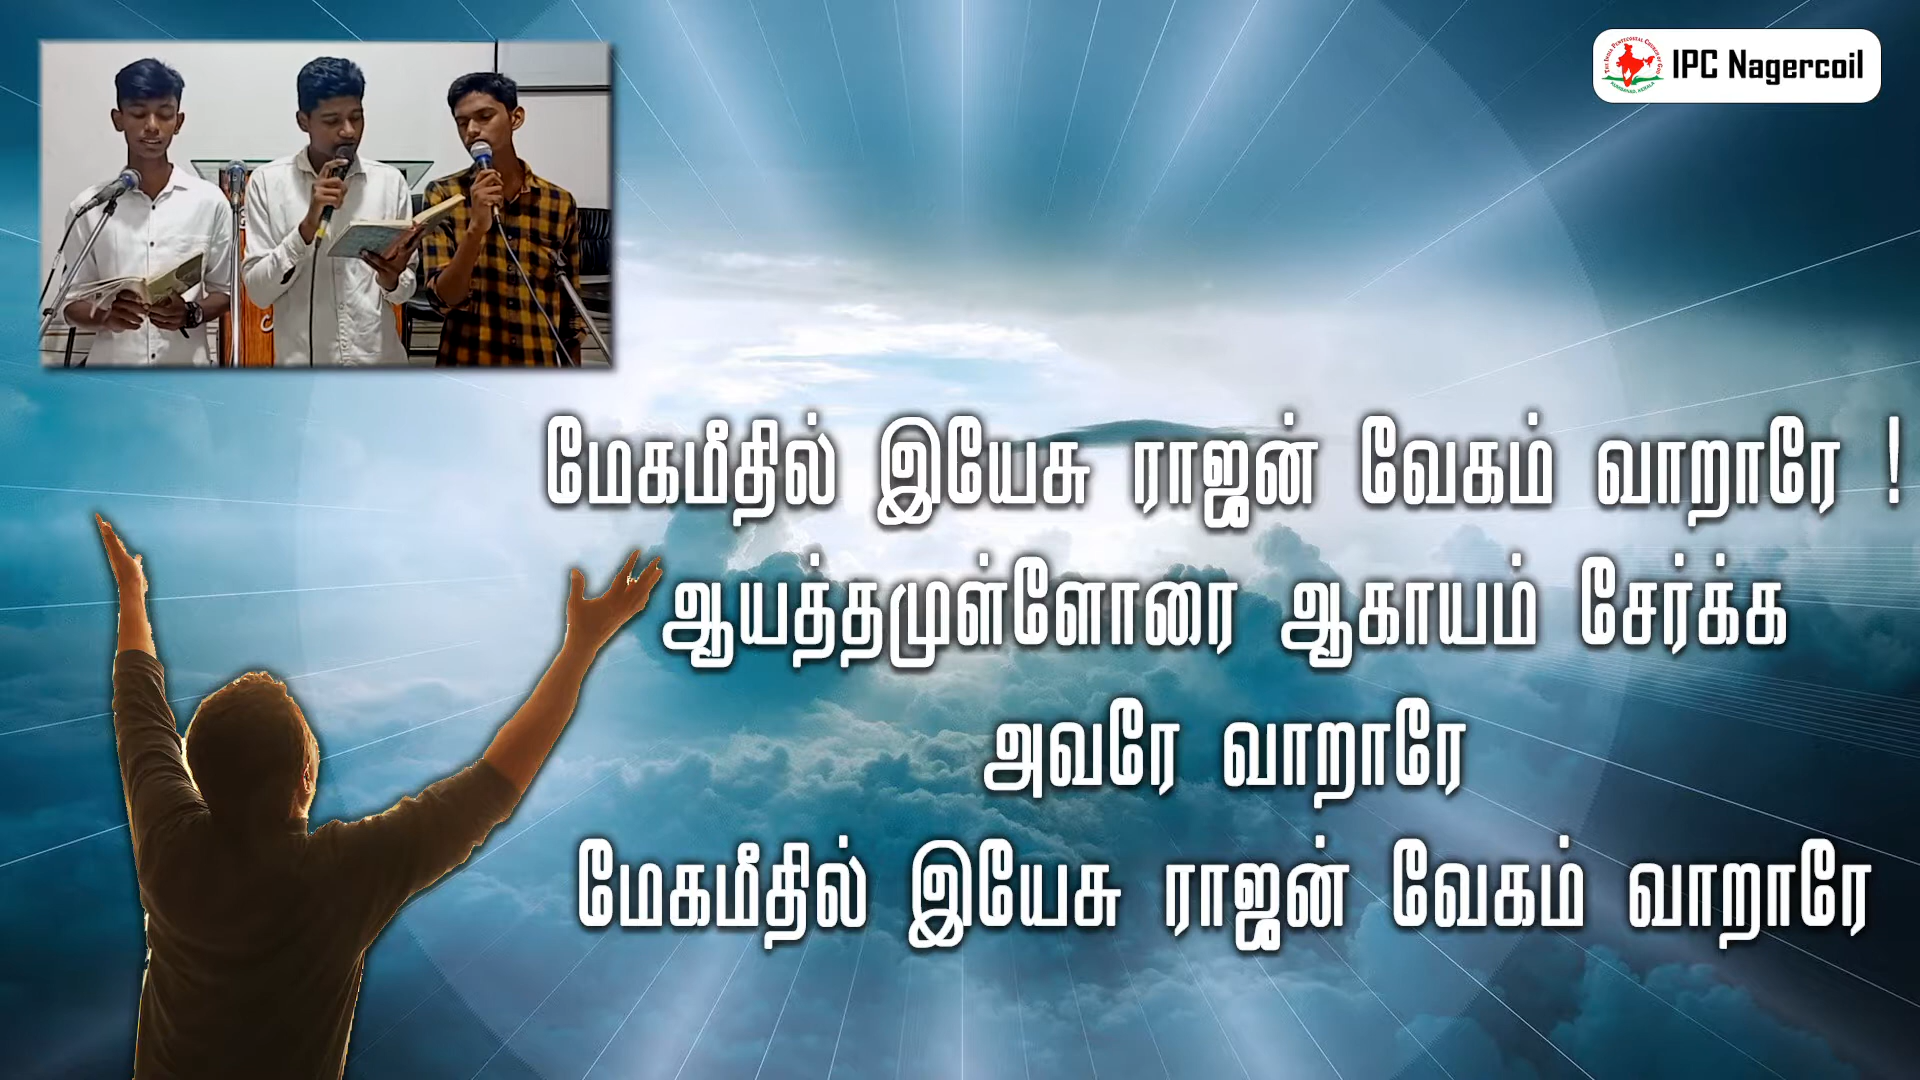 IPC Nagercoil
மேகமீதில் இயேசு ராஜன் வேகம் வாறாரே !
ஆயத்தமுள்ளோரை ஆகாயம் சேர்க்க
அவரே வாறாரே
மேகமீதில் இயேசு ராஜன் வேகம் வாறாரே